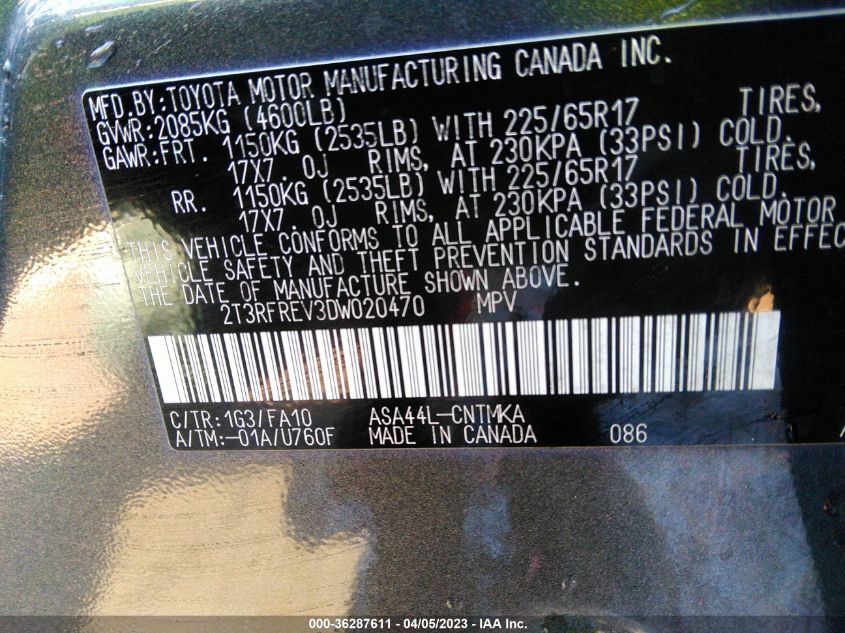 MFD.BY:TOYOTA MOTOR MANUFACTURING CANADA INC.
GVWR:2085KG (4600LB)
GAWR:FRT. 1150KG (2535LB) WITH 225/65R17 TIRES,
17X7.0J RIMS, AT 230KPA (33PSI) COLD.
RR. 1150KG (2535LB) WITH 225/65R17 TIRES,
17X7.0J RIMS, AT 230KPA (33PSI) COLD.
THIS VEHICLE CONFORMS TO ALL APPLICABLE FEDERAL MOTOR
VEHICLE SAFETY AND THEFT PREVENTION STANDARDS IN EFFEC
THE DATE OF MANUFACTURE SHOWN ABOVE.
2T3RFREV3DW020470 MPV
C/TR:1G3/FA10 ASA44L-CNTMKA
A/TM:-01A/U760F MADE IN CANADA 086
000-36287611 - 04/05/2023 - IAA Inc.